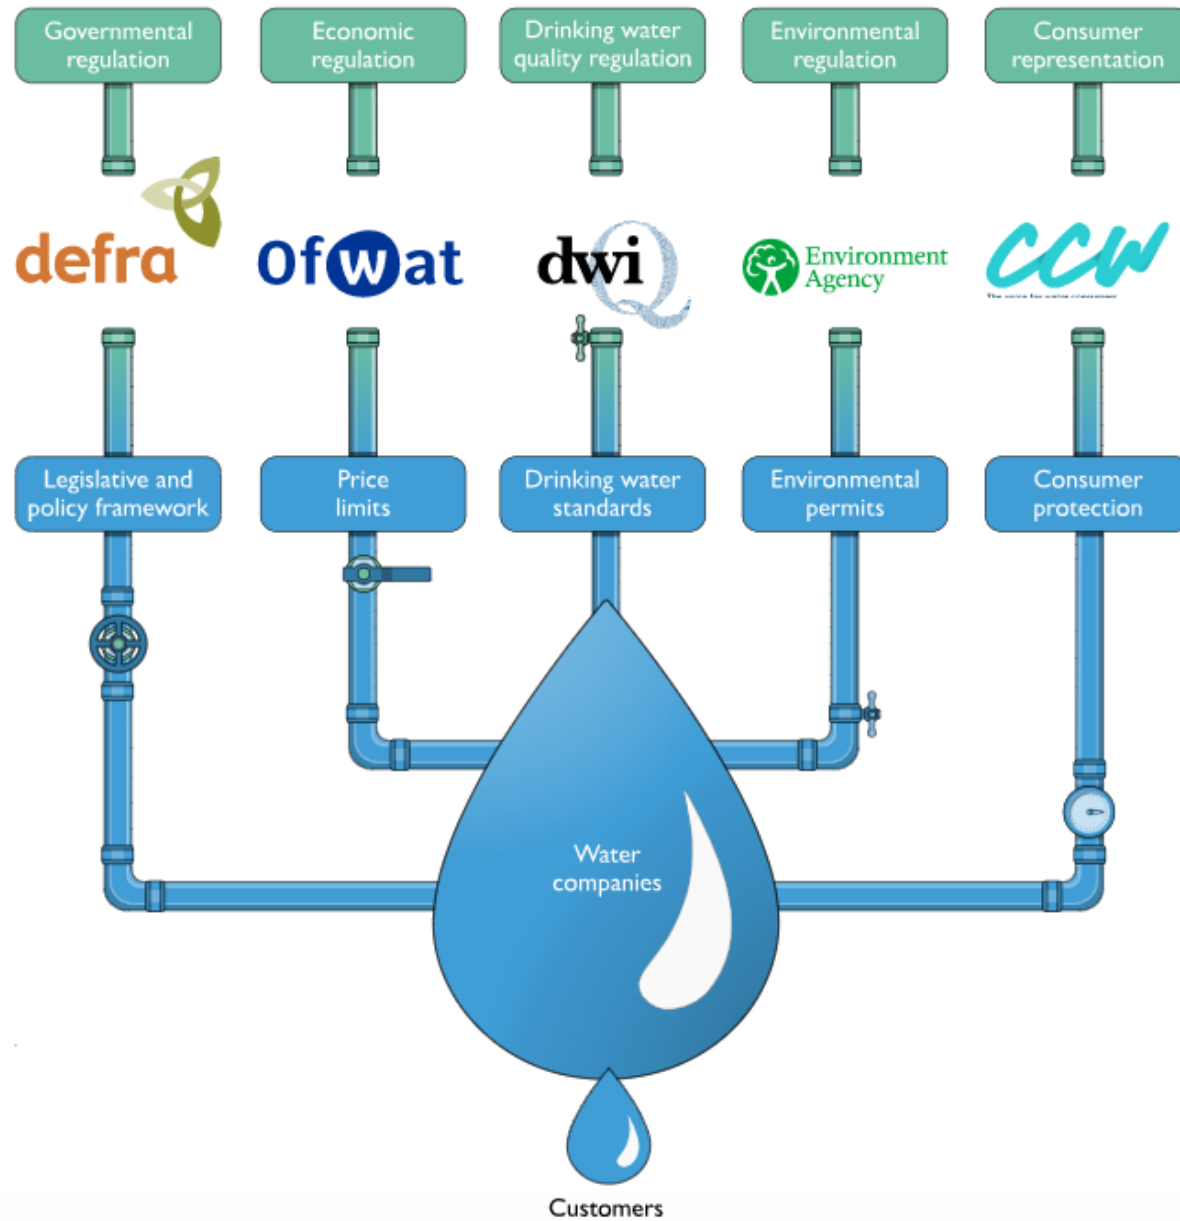 Governmental
regulation
Economic
regulation
Drinking water
quality regulation
Environmental
regulation
Consumer
representation
defra
Ofwat
dwi
Q
Environment
Agency
CCW
Legislative and
policy framework
Price
limits
Drinking water
standards
Environmental
permits
Consumer
protection
Water
companies
Customers